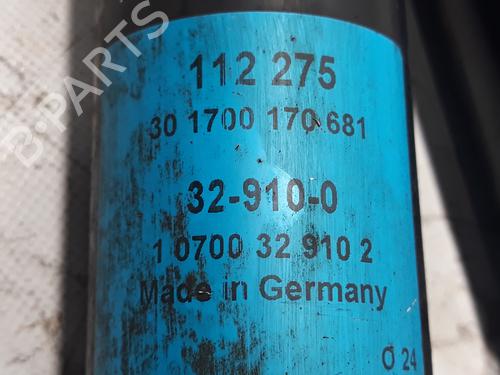 B-PARTS
112 275
30 1700 170 681
32-910-0
1 0700 32 910 2
Made in Germany
O 24
B-PARTS